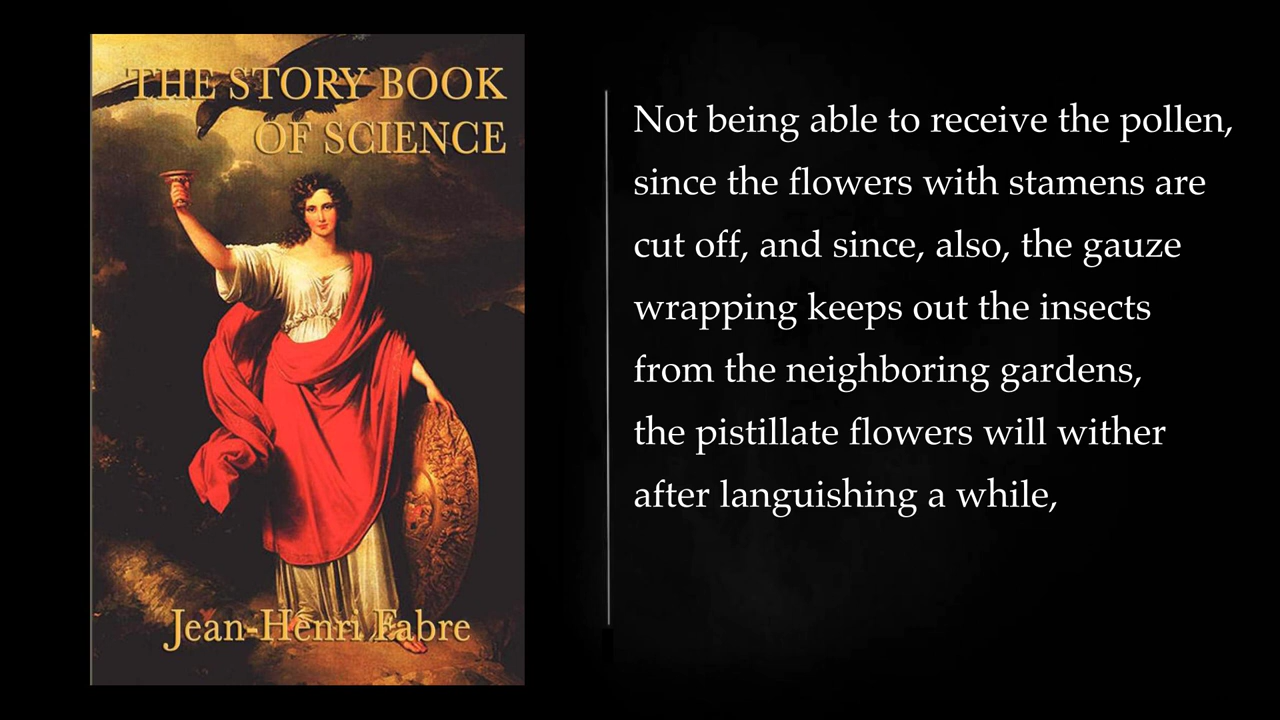 THE STORY BOOK
OF SCIENCE
Jean-Henri Fabre
Not being able to receive the pollen,
since the flowers with stamens are
cut off, and since, also, the gauze
wrapping keeps out the insects
from the neighboring gardens,
the pistillate flowers will wither
after languishing a while,